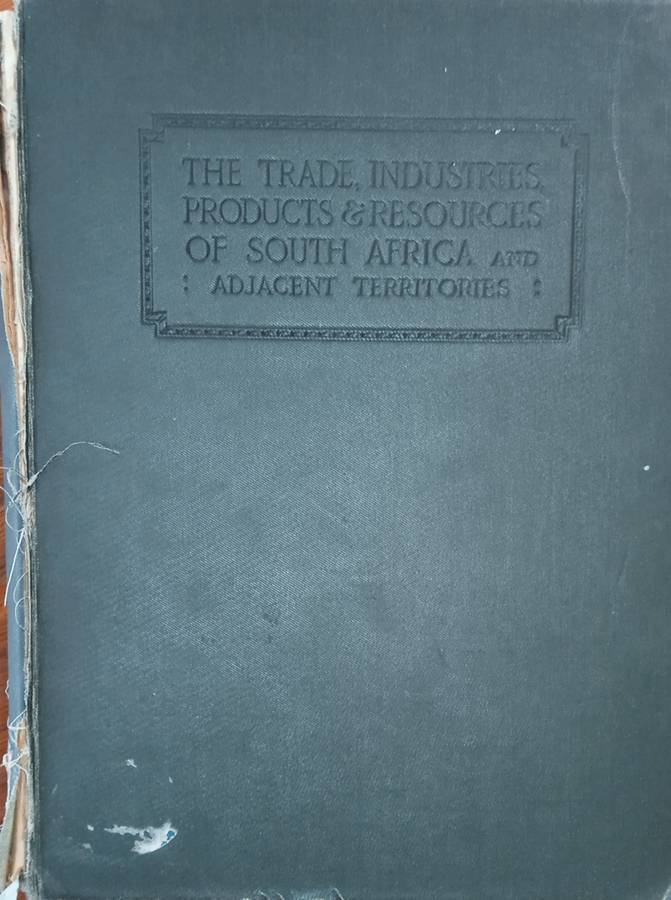 THE TRADE, INDUSTRIES,
PRODUCTS & RESOURCES
OF SOUTH AFRICA AND
: ADJACENT TERRITORIES :